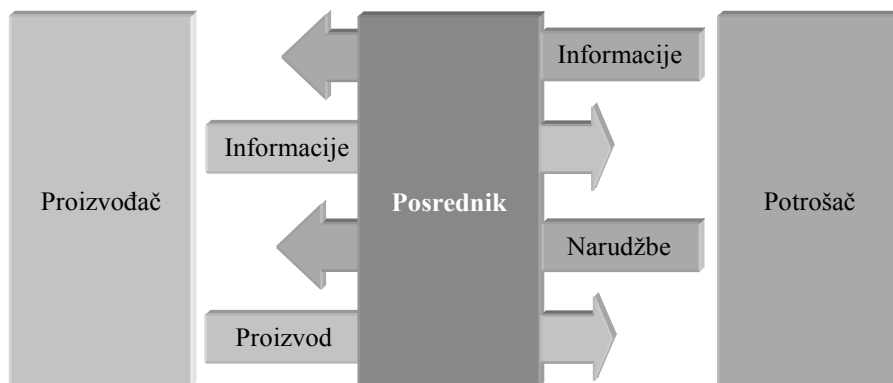 Informacije
Informacije
Proizvođač
Posrednik
Potrošač
Narudžbe
Proizvod